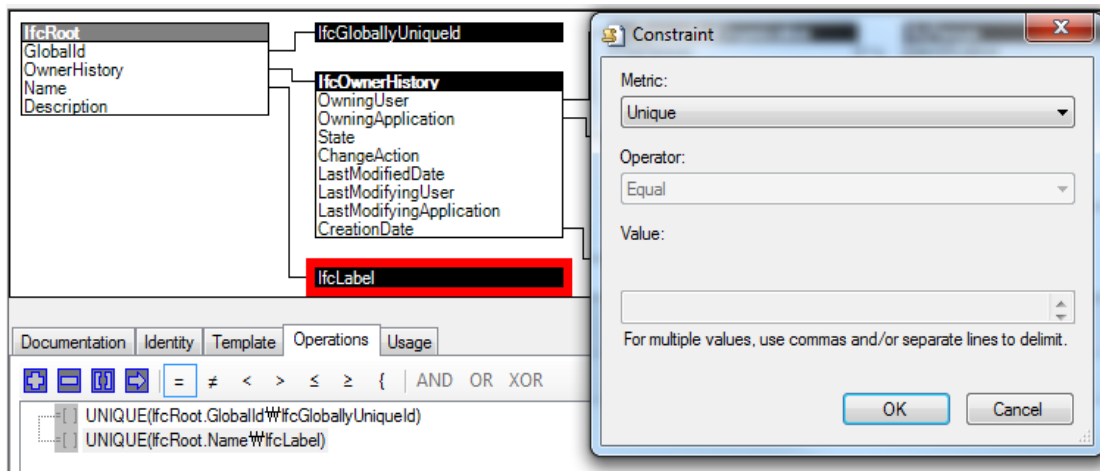 IfcRoot
GlobalId
OwnerHistory
Name
Description
IfcGloballyUniqueId
IfcOwnerHistory
OwningUser
OwningApplication
State
ChangeAction
LastModifiedDate
LastModifyingUser
LastModifyingApplication
CreationDate
IfcLabel
Documentation Identity Template Operations Usage
= ≠ < > ≤ ≥ { AND OR XOR
UNIQUE(IfcRoot.GlobalId₩IfcGloballyUniqueId)
UNIQUE(IfcRoot.Name₩IfcLabel)
Constraint
Metric:
Unique
Operator:
Equal
Value:
For multiple values, use commas and/or separate lines to delimit.
OK Cancel